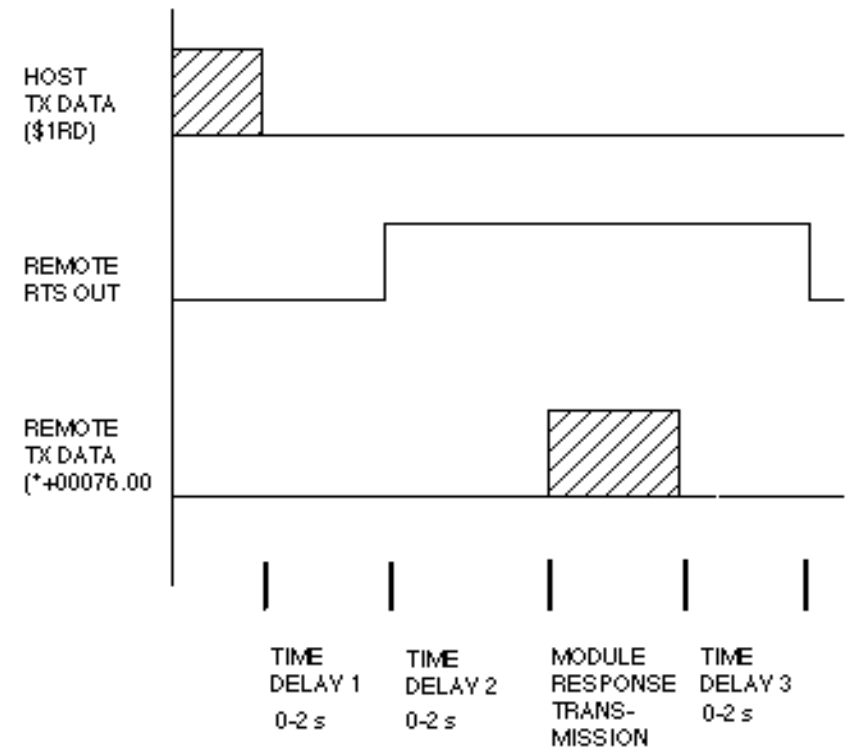 HOST
TX DATA
($1RD)
REMOTE
RTS OUT
REMOTE
TX DATA
(*+00076.00
TIME
DELAY 1
0-2 s
TIME
DELAY 2
0-2 s
MODULE
RESPONSE
TRANS-
MISSION
TIME
DELAY 3
0-2 s